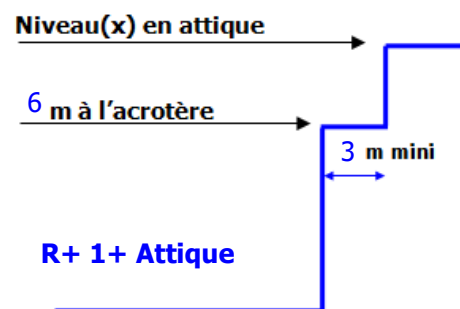 Niveau(x) en attique
6 m à l'acrotère
3 m mini
R+ 1+ Attique